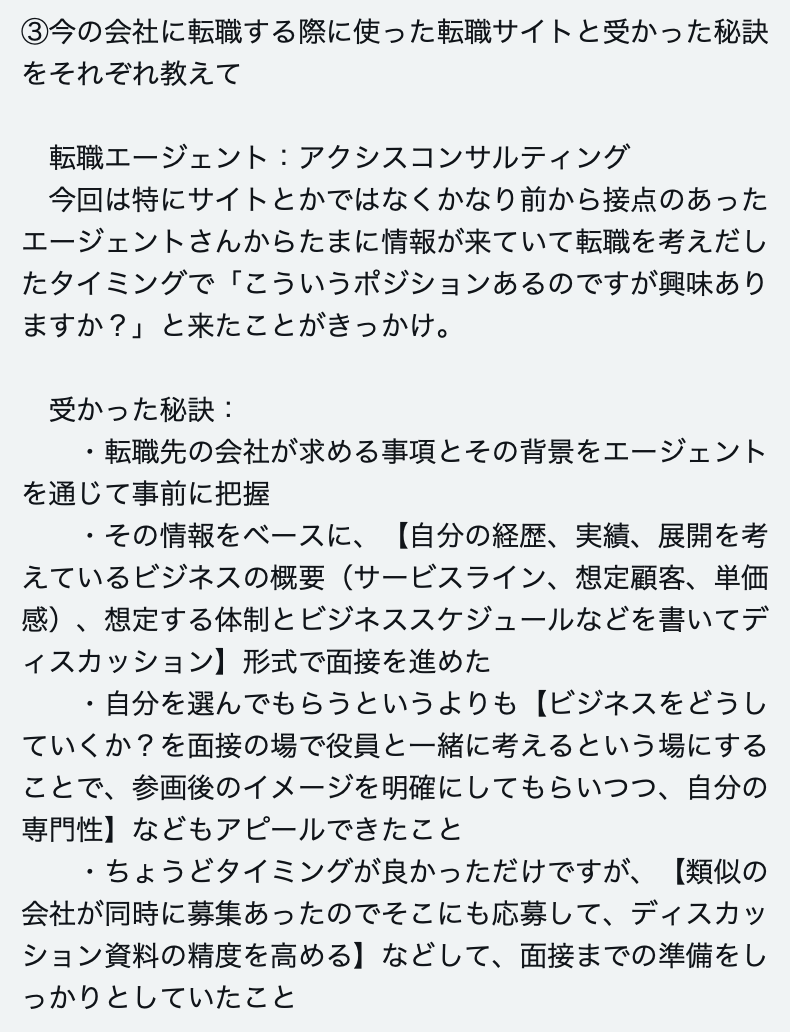 ③今の会社に転職する際に使った転職サイトと受かった秘訣
をそれぞれ教えて
　転職エージェント：アクシスコンサルティング
　今回は特にサイトとかではなくかなり前から接点のあった
エージェントさんからたまに情報が来ていて転職を考えだし
たタイミングで「こういうポジションあるのですが興味あり
ますか？」と来たことがきっかけ。
　受かった秘訣：
　　・転職先の会社が求める事項とその背景をエージェント
を通じて事前に把握
　　・その情報をベースに、【自分の経歴、実績、展開を考
えているビジネスの概要（サービスライン、想定顧客、単価
感）、想定する体制とビジネススケジュールなどを書いてデ
ィスカッション】形式で面接を進めた
　　・自分を選んでもらうというよりも【ビジネスをどうし
ていくか？を面接の場で役員と一緒に考えるという場にする
ことで、参画後のイメージを明確にしてもらいつつ、自分の
専門性】などもアピールできたこと
　　・ちょうどタイミングが良かっただけですが、【類似の
会社が同時に募集あったのでそこにも応募して、ディスカッ
ション資料の精度を高める】などして、面接までの準備をし
っかりとしていたこと